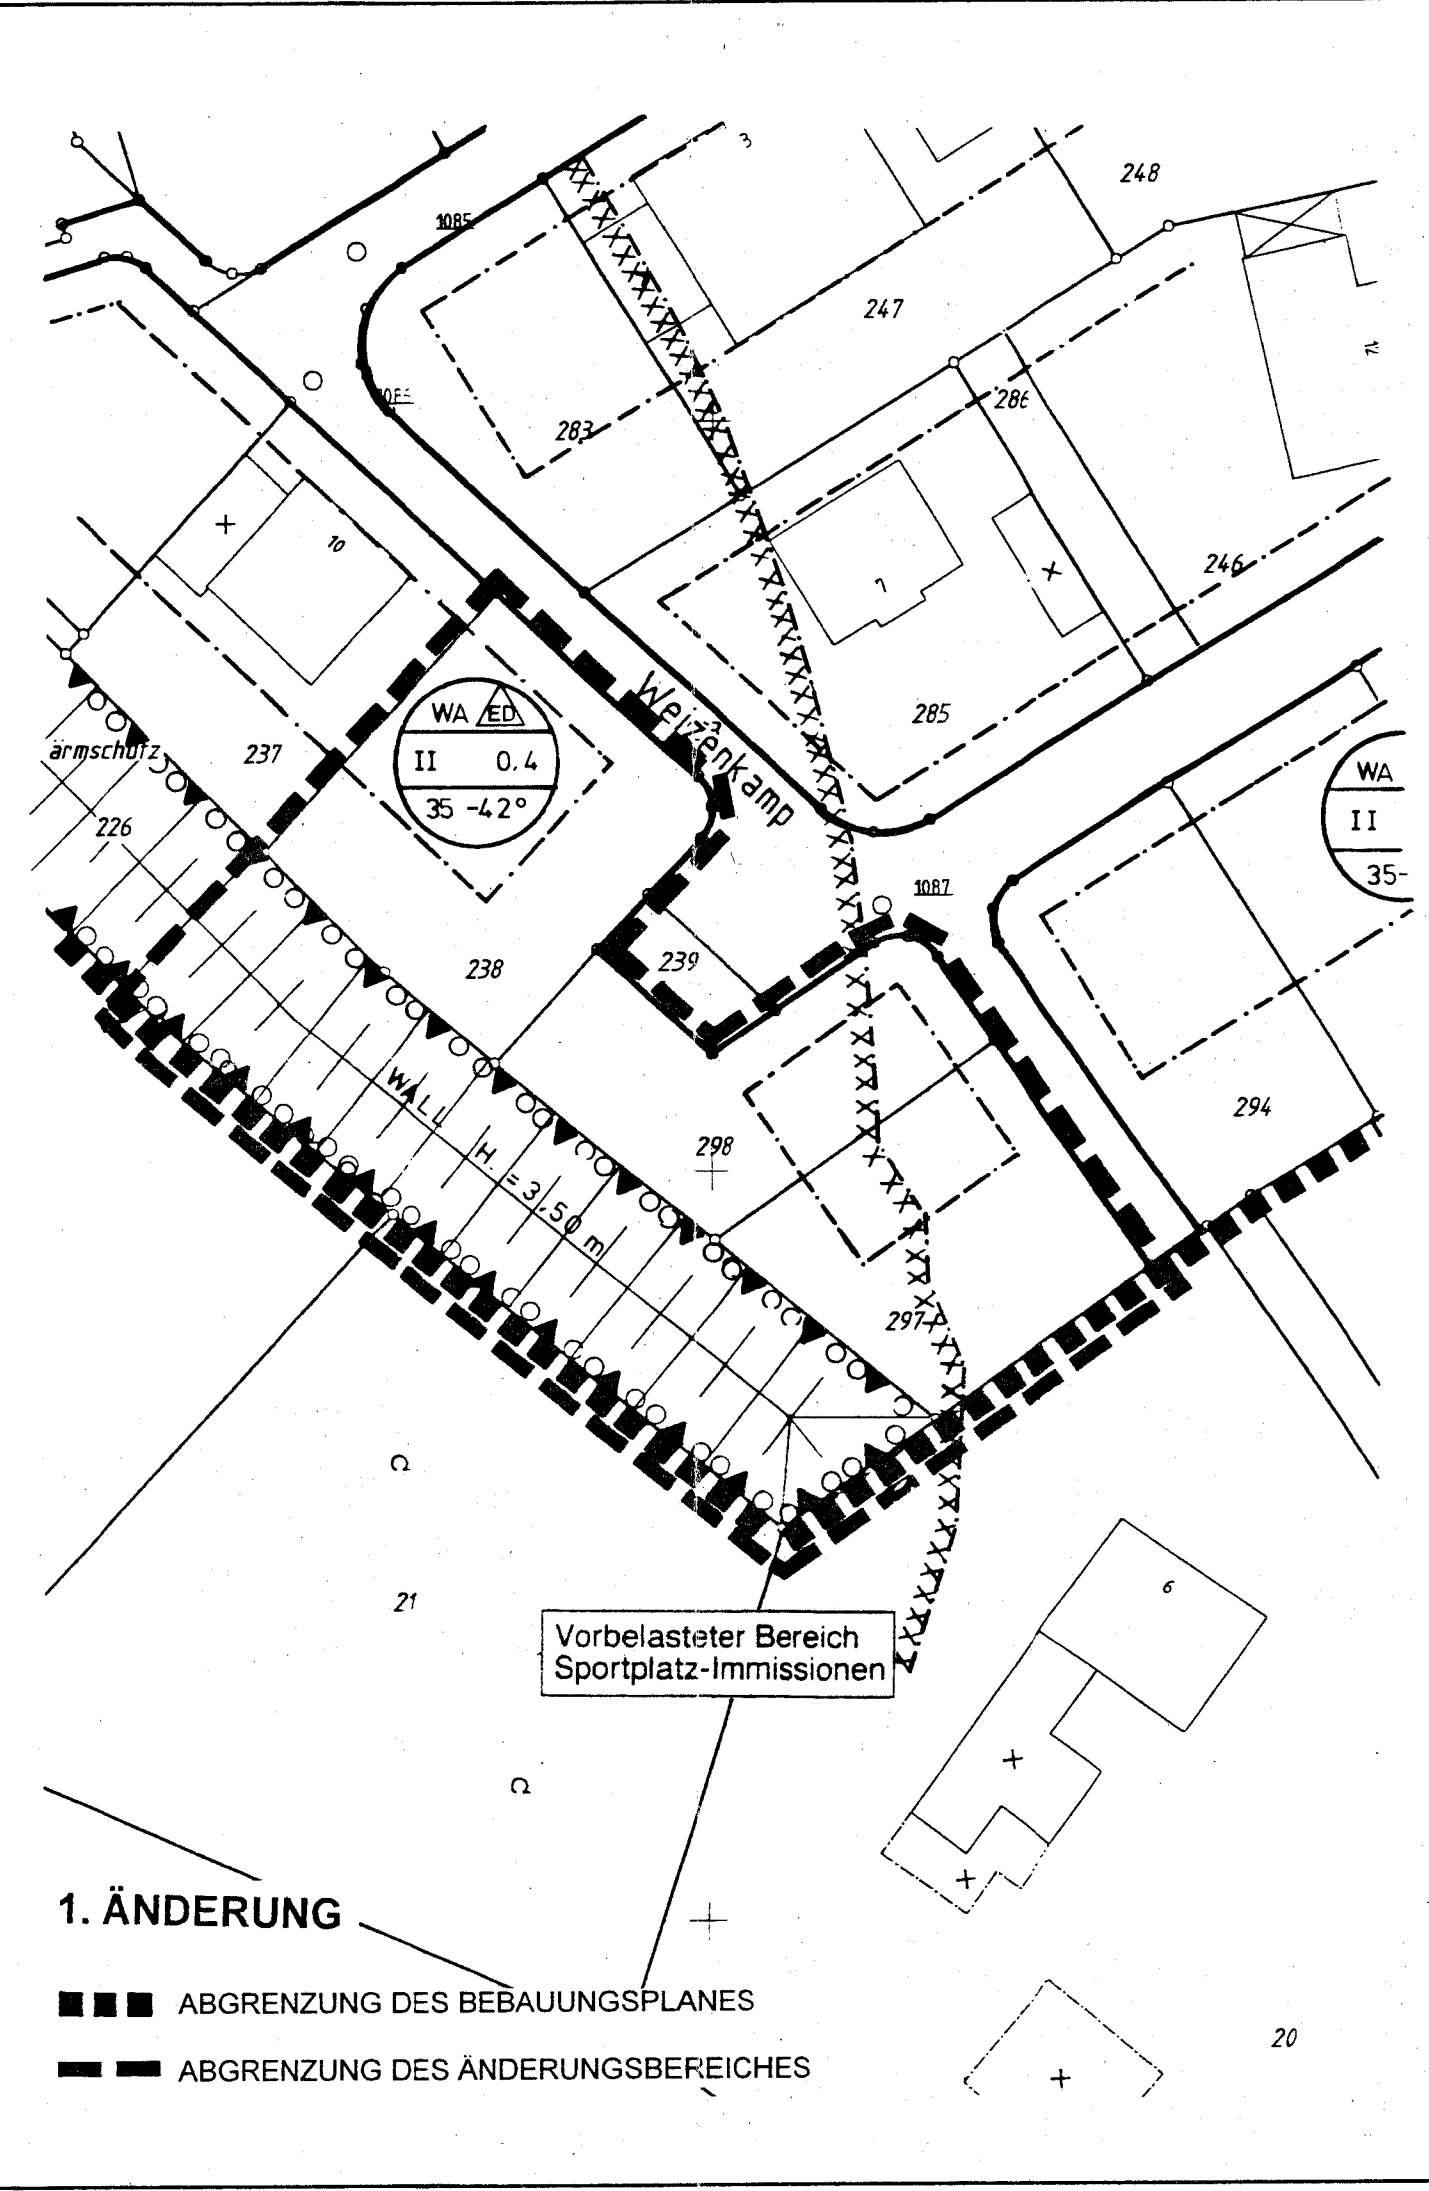 3
248
1085
247
12
286
283
10
7
246
Weizenkamp
WA ED
II 0.4
35 -42°
285
237
ärmschutz
WA
II
35-
226
1087
239
238
294
WALL H. = 3,50 m
298
297
21
6
Vorbelasteter Bereich
Sportplatz-Immissionen
1. ÄNDERUNG
ABGRENZUNG DES BEBAUUNGSPLANES
20
ABGRENZUNG DES ÄNDERUNGSBEREICHES